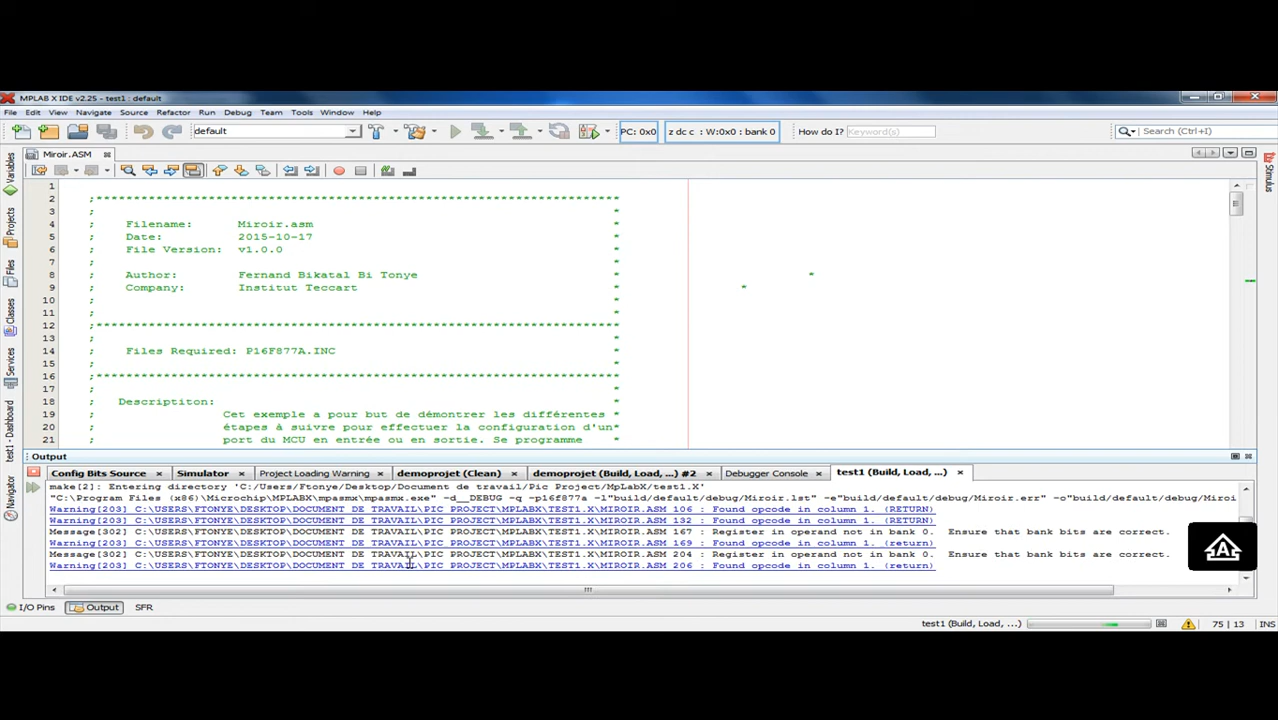 MPLAB X IDE v2.25 - test1 : default
File Edit View Navigate Source Refactor Run Debug Team Tools Window Help
default PC: 0x0 z dc c : W:0x0 : bank 0 How do I? Keyword(s) Search (Ctrl+I)
Miroir.ASM
Variables
Projects
Files
Classes
Services
test1 - Dashboard
Navigator
Stimulus
1
2 ;***********************************************************************
3 ; *
4 ; Filename: Miroir.asm *
5 ; Date: 2015-10-17 *
6 ; File Version: v1.0.0 *
7 ; *
8 ; Author: Fernand Bikatal Bi Tonye * *
9 ; Company: Institut Teccart * *
10 ; *
11 ; *
12 ;***********************************************************************
13 ; *
14 ; Files Required: P16F877A.INC *
15 ; *
16 ;***********************************************************************
17 ; *
18 ; Descriptiton: *
19 ; Cet exemple a pour but de démontrer les différentes *
20 ; étapes à suivre pour effectuer la configuration d'un*
21 ; port du MCU en entrée ou en sortie. Se programme *
Output
Config Bits Source Simulator Project Loading Warning demoprojet (Clean) demoprojet (Build, Load, ...) #2 Debugger Console test1 (Build, Load, ...)
make[2]: Entering directory 'C:/Users/Ftonye/Desktop/Document de travail/Pic Project/MpLabX/test1.X'
"C:\Program Files (x86)\Microchip\MPLABX\mpasmx\mpasmx.exe" -d__DEBUG -q -p16f877a -l"build/default/debug/Miroir.lst" -e"build/default/debug/Miroir.err" -o"build/default/debug/Miroi
Warning[203] C:\USERS\FTONYE\DESKTOP\DOCUMENT DE TRAVAIL\PIC PROJECT\MPLABX\TEST1.X\MIROIR.ASM 106 : Found opcode in column 1. (RETURN)
Warning[203] C:\USERS\FTONYE\DESKTOP\DOCUMENT DE TRAVAIL\PIC PROJECT\MPLABX\TEST1.X\MIROIR.ASM 132 : Found opcode in column 1. (RETURN)
Message[302] C:\USERS\FTONYE\DESKTOP\DOCUMENT DE TRAVAIL\PIC PROJECT\MPLABX\TEST1.X\MIROIR.ASM 167 : Register in operand not in bank 0. Ensure that bank bits are correct.
Warning[203] C:\USERS\FTONYE\DESKTOP\DOCUMENT DE TRAVAIL\PIC PROJECT\MPLABX\TEST1.X\MIROIR.ASM 169 : Found opcode in column 1. (return)
Message[302] C:\USERS\FTONYE\DESKTOP\DOCUMENT DE TRAVAIL\PIC PROJECT\MPLABX\TEST1.X\MIROIR.ASM 204 : Register in operand not in bank 0. Ensure that bank bits are correct.
Warning[203] C:\USERS\FTONYE\DESKTOP\DOCUMENT DE TRAVAIL\PIC PROJECT\MPLABX\TEST1.X\MIROIR.ASM 206 : Found opcode in column 1. (return)
I/O Pins Output SFR
test1 (Build, Load, ...) 75 | 13 INS